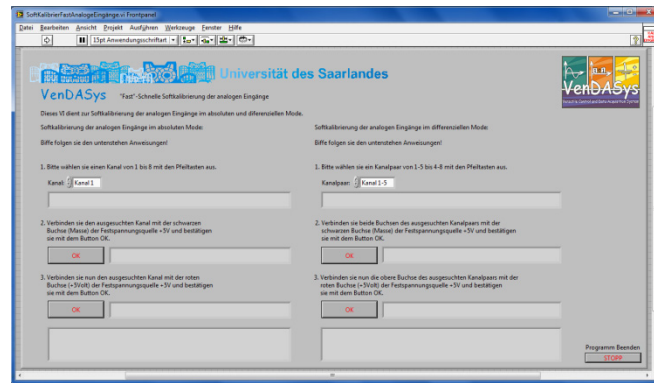 SoftKalibrierFastAnalogeEingänge.vi Frontpanel
Datei Bearbeiten Ansicht Projekt Ausführen Werkzeuge Fenster Hilfe
15pt Anwendungsschriftart
Universität des Saarlandes
VenDASys "Fast"-Schnelle Softkalibrierung der analogen Eingänge
VenDASys
Dieses VI dient zur Softkalibrierung der analogen Eingänge im absoluten und diferenziellen Mode.
Softkalibrierung der analogen Eingänge im absoluten Mode:
Biffe folgen sie den untenstehen Anweisungen!
1. Bitte wählen sie einen Kanal von 1 bis 8 mit den Pfeiltasten aus.
Kanal: Kanal 1
2. Verbinden sie den ausgesuchten Kanal mit der schwarzen
Buchse (Masse) der Festspannungsquelle +5V und bestätigen
sie mit dem Button OK.
OK
3. Verbinden sie nun den ausgesuchten Kanal mit der roten
Buchse (+5Volt) der Festspannungsquelle +5V und bestätigen
sie mit dem Button OK.
OK
Softkalibrierung der analogen Eingänge im differenziellen Mode:
Biffe folgen sie den untenstehen Anweisungen!
1. Bitte wählen sie ein Kanalpaar von 1-5 bis 4-8 mit den Pfeiltasten aus.
Kanalpaar: Kanal 1-5
2. Verbinden sie beide Buchsen des ausgesuchten Kanalpaars mit der
schwarzen Buchse (Masse) der Festspannungsquelle +5V und bestätigen
sie mit dem Button OK.
OK
3. Verbinden sie nun die obere Buchse des ausgesuchten Kanalpaars mit der
roten Buchse (+5Volt) der Festspannungsquelle +5V und bestätigen
sie mit dem Button OK.
OK
Programm Beenden
STOPP